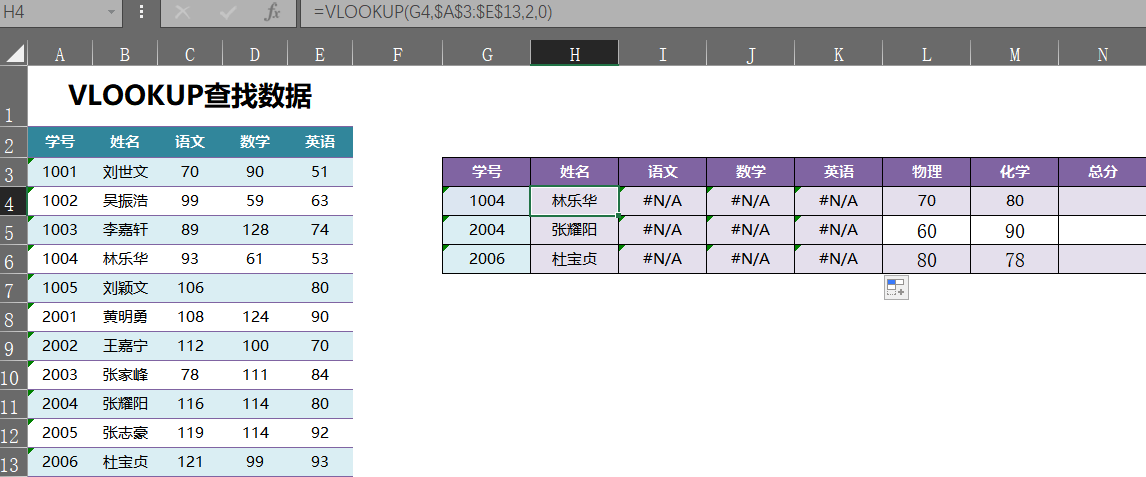 H4 fx =VLOOKUP(G4,$A$3:$E$13,2,0)
A B C D E F G H I J K L M N
1 VLOOKUP查找数据
2 学号 姓名 语文 数学 英语
3 1001 刘世文 70 90 51 学号 姓名 语文 数学 英语 物理 化学 总分
4 1002 吴振浩 99 59 63 1004 林乐华 #N/A #N/A #N/A 70 80
5 1003 李嘉轩 89 128 74 2004 张耀阳 #N/A #N/A #N/A 60 90
6 1004 林乐华 93 61 53 2006 杜宝贞 #N/A #N/A #N/A 80 78
7 1005 刘颖文 106 80
8 2001 黄明勇 108 124 90
9 2002 王嘉宁 112 100 70
10 2003 张家峰 78 111 84
11 2004 张耀阳 116 114 80
12 2005 张志豪 119 114 92
13 2006 杜宝贞 121 99 93